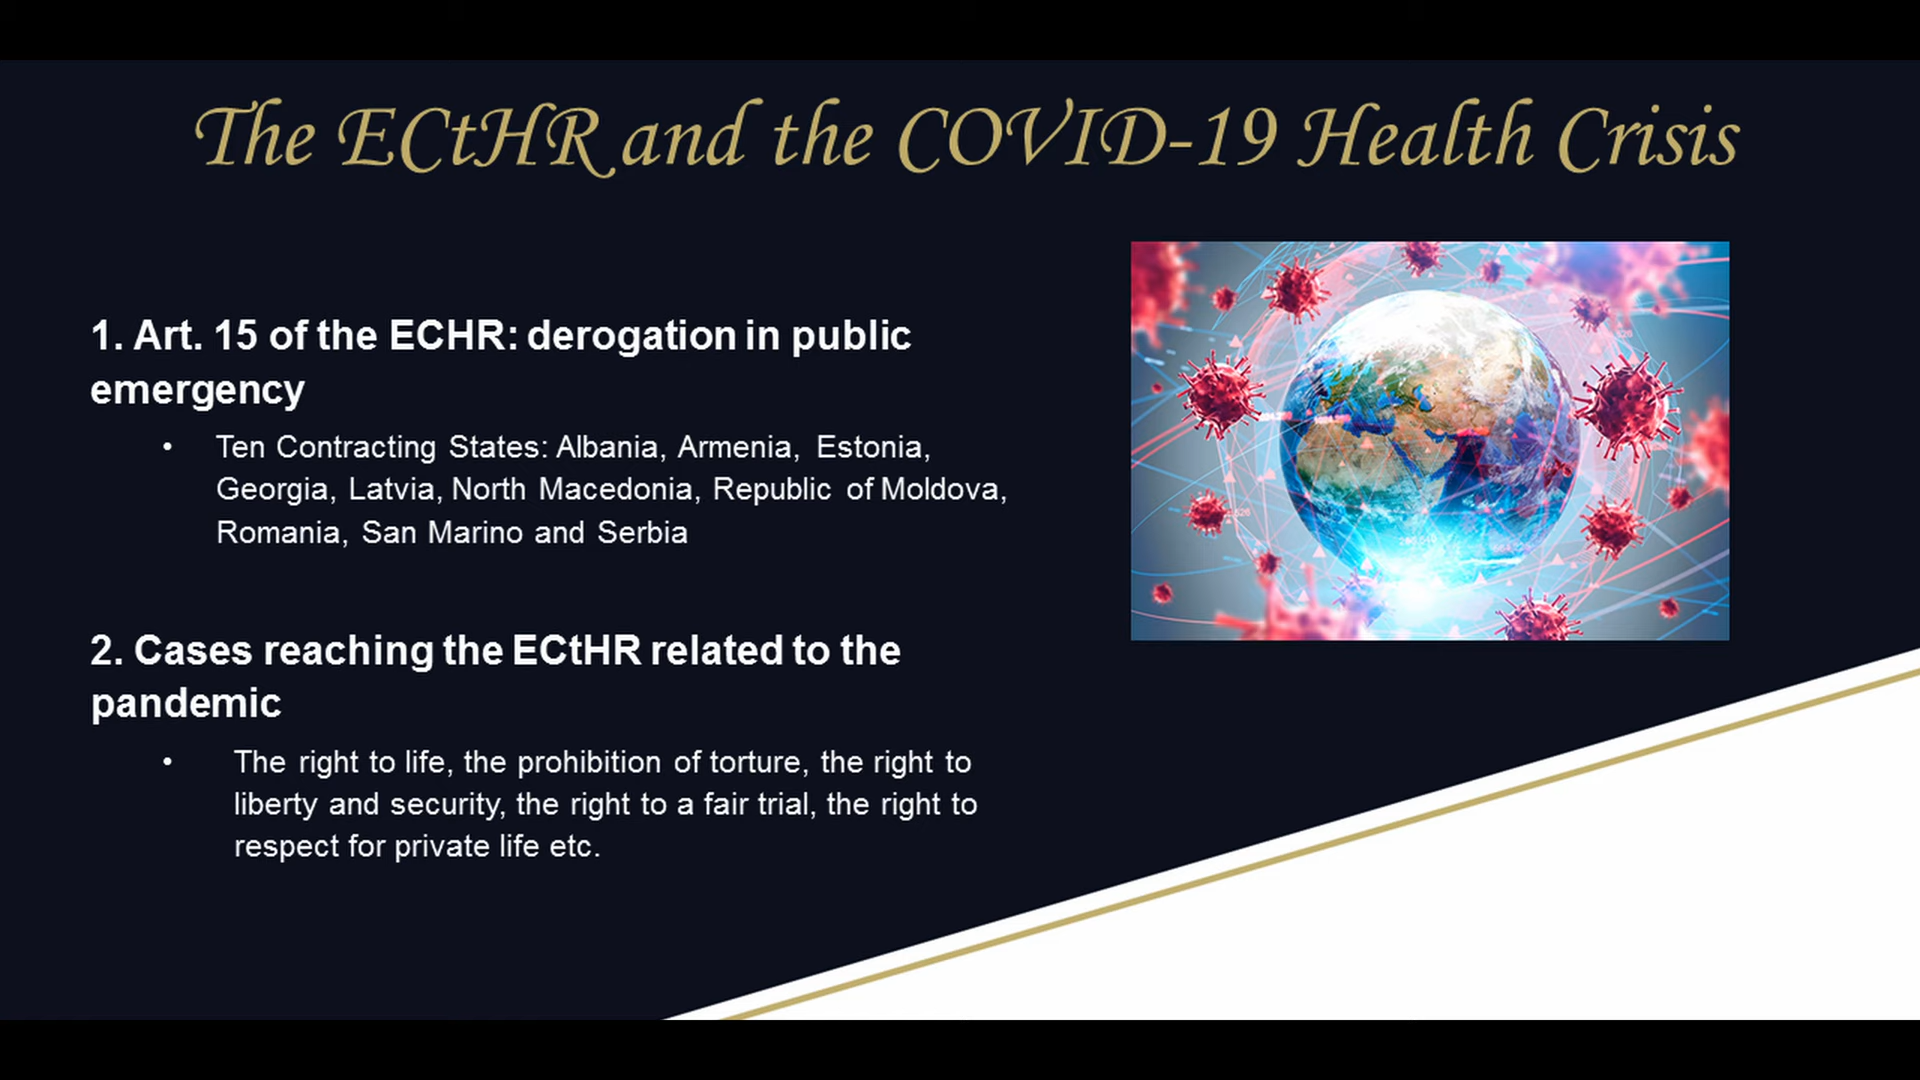 The ECtHR and the COVID-19 Health Crisis
1. Art. 15 of the ECHR: derogation in public
emergency
• Ten Contracting States: Albania, Armenia, Estonia,
Georgia, Latvia, North Macedonia, Republic of Moldova,
Romania, San Marino and Serbia
2. Cases reaching the ECtHR related to the
pandemic
• The right to life, the prohibition of torture, the right to
liberty and security, the right to a fair trial, the right to
respect for private life etc.